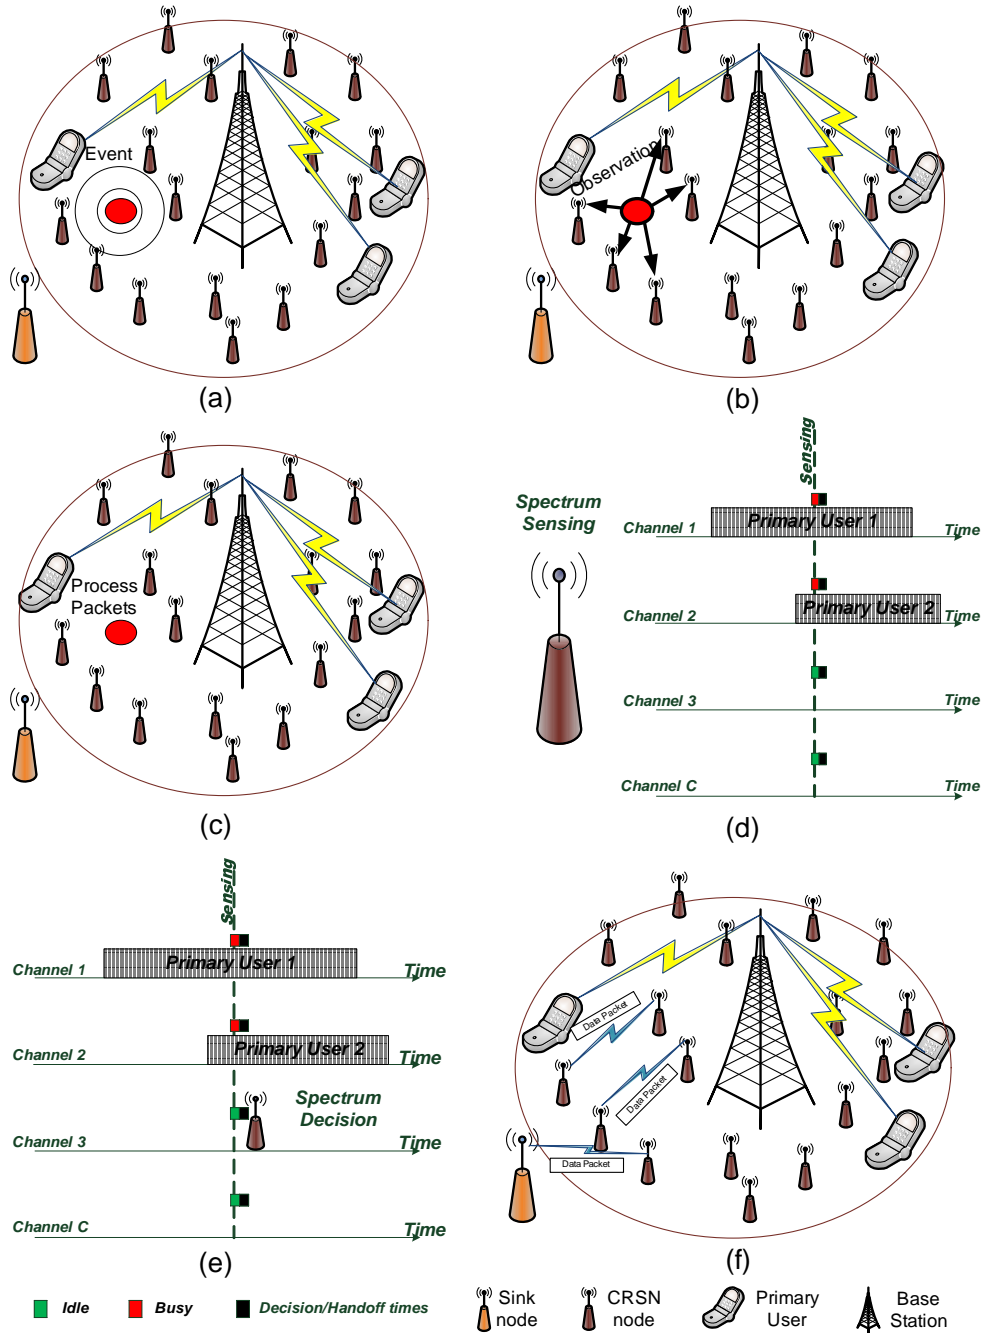 Event
(a)
Observation
(b)
Process
Packets
(c)
Sensing
Spectrum
Sensing
Channel 1
Primary User 1
Time
Channel 2
Primary User 2
Time
Channel 3
Time
Channel C
Time
(d)
Sensing
Channel 1
Primary User 1
Time
Channel 2
Primary User 2
Time
Spectrum
Decision
Channel 3
Time
Channel C
Time
(e)
Data Packet
Data Packet
Data Packet
(f)
Idle
Busy
Decision/Handoff times
Sink
node
CRSN
node
Primary
User
Base
Station